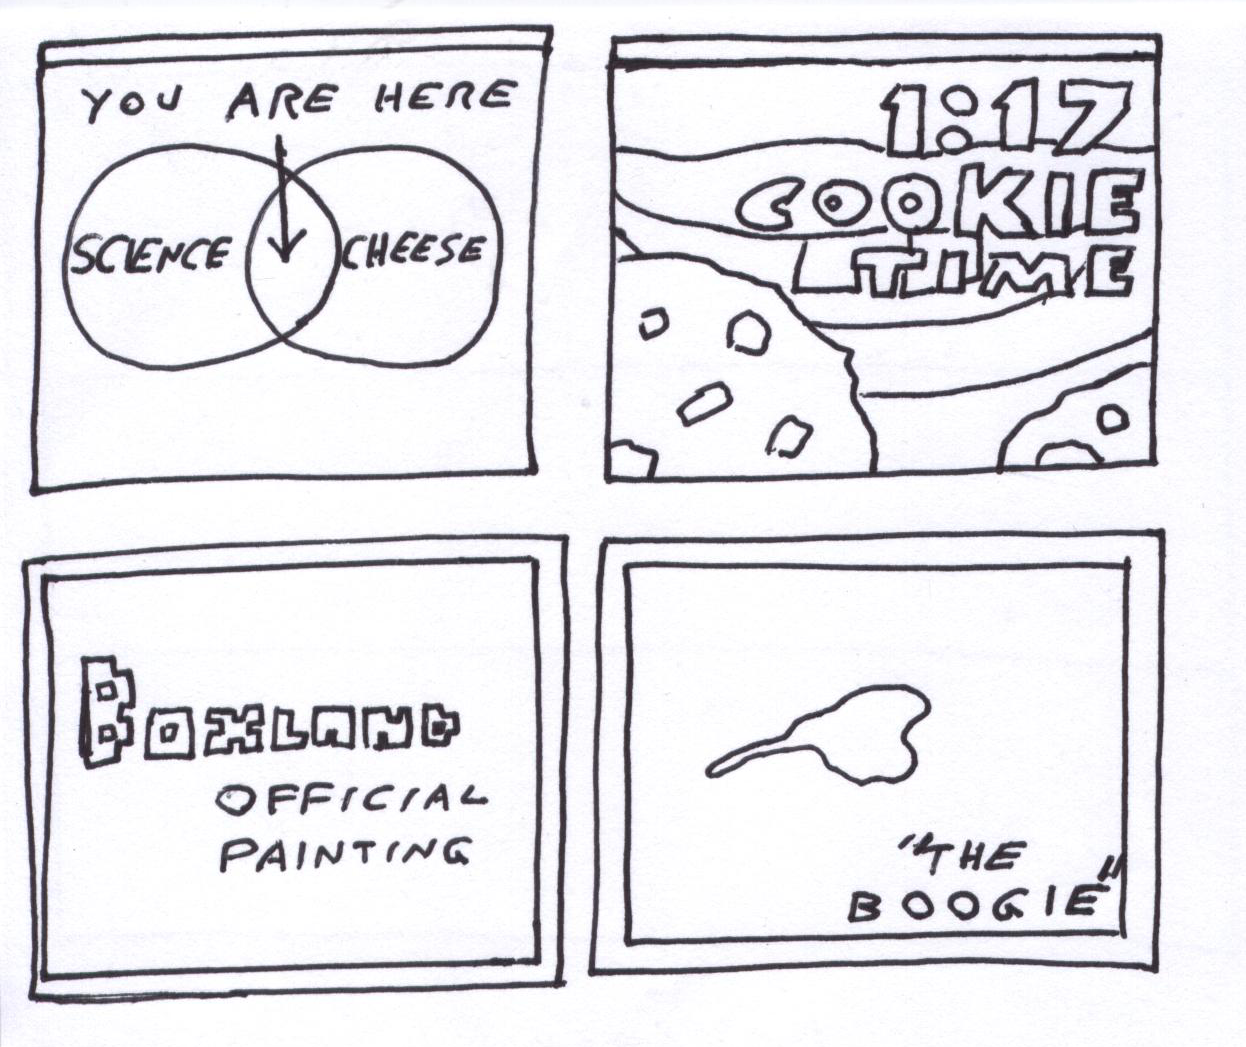 YOU ARE HERE
SCIENCE CHEESE
1:17
COOKIE
TIME
BOXLAND
OFFICIAL
PAINTING
"THE
BOOGIE"